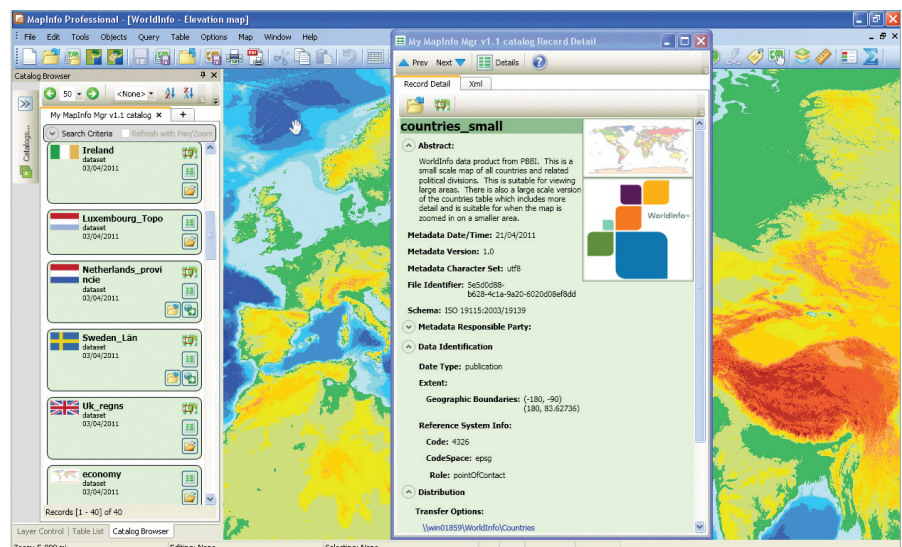 MapInfo Professional - [WorldInfo - Elevation map]
File Edit Tools Objects Query Table Options Map Window Help
Catalog Browser
50 <None>
My MapInfo Mgr v1.1 catalog × +
Search Criteria Refresh with Pan/Zoom
Catalogs...
Ireland
dataset
03/04/2011
Luxembourg_Topo
dataset
03/04/2011
Netherlands_provi
ncie
dataset
03/04/2011
Sweden_Län
dataset
03/04/2011
Uk_regns
dataset
03/04/2011
economy
dataset
03/04/2011
Records [1 - 40] of 40
Layer Control Table List Catalog Browser
Editing: None Selecting: None
My MapInfo Mgr v1.1 catalog Record Detail
Prev Next Details
Record Detail Xml
countries_small
Abstract:
WorldInfo data product from PBBI. This is a
small scale map of all countries and related
political divisions. This is suitable for viewing
large areas. There is also a large scale version
of the countries table which includes more
detail and is suitable for when the map is
zoomed in on a smaller area.
WorldInfo~
Metadata Date/Time: 21/04/2011
Metadata Version: 1.0
Metadata Character Set: utf8
File Identifier: 5e5d0d88-
b628-4c1a-9a20-6020d08ef8dd
Schema: ISO 19115:2003/19139
Metadata Responsible Party:
Data Identification
Date Type: publication
Extent:
Geographic Boundaries: (-180, -90)
(180, 83.62736)
Reference System Info:
Code: 4326
CodeSpace: epsg
Role: pointOfContact
Distribution
Transfer Options:
\\win01859\WorldInfo\Countries